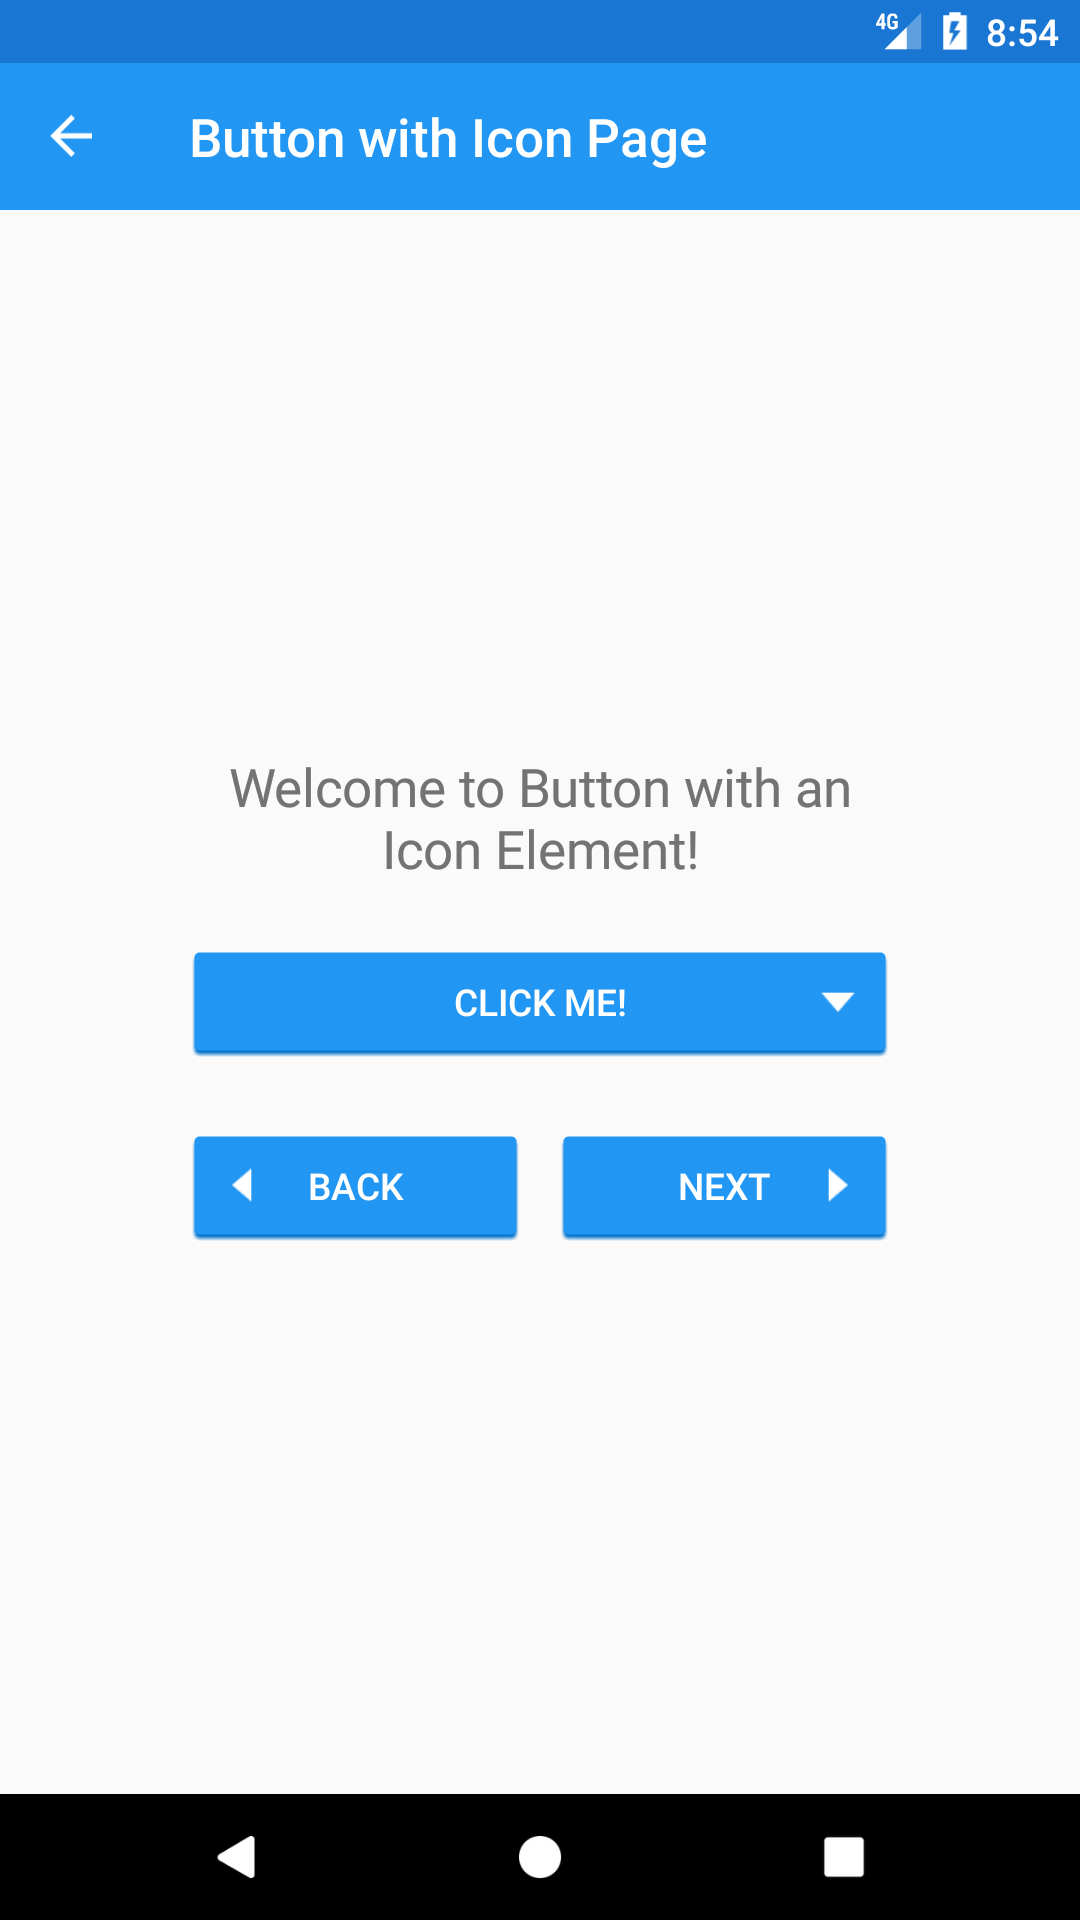 4G 8:54
Button with Icon Page
Welcome to Button with an
Icon Element!
CLICK ME!
BACK NEXT